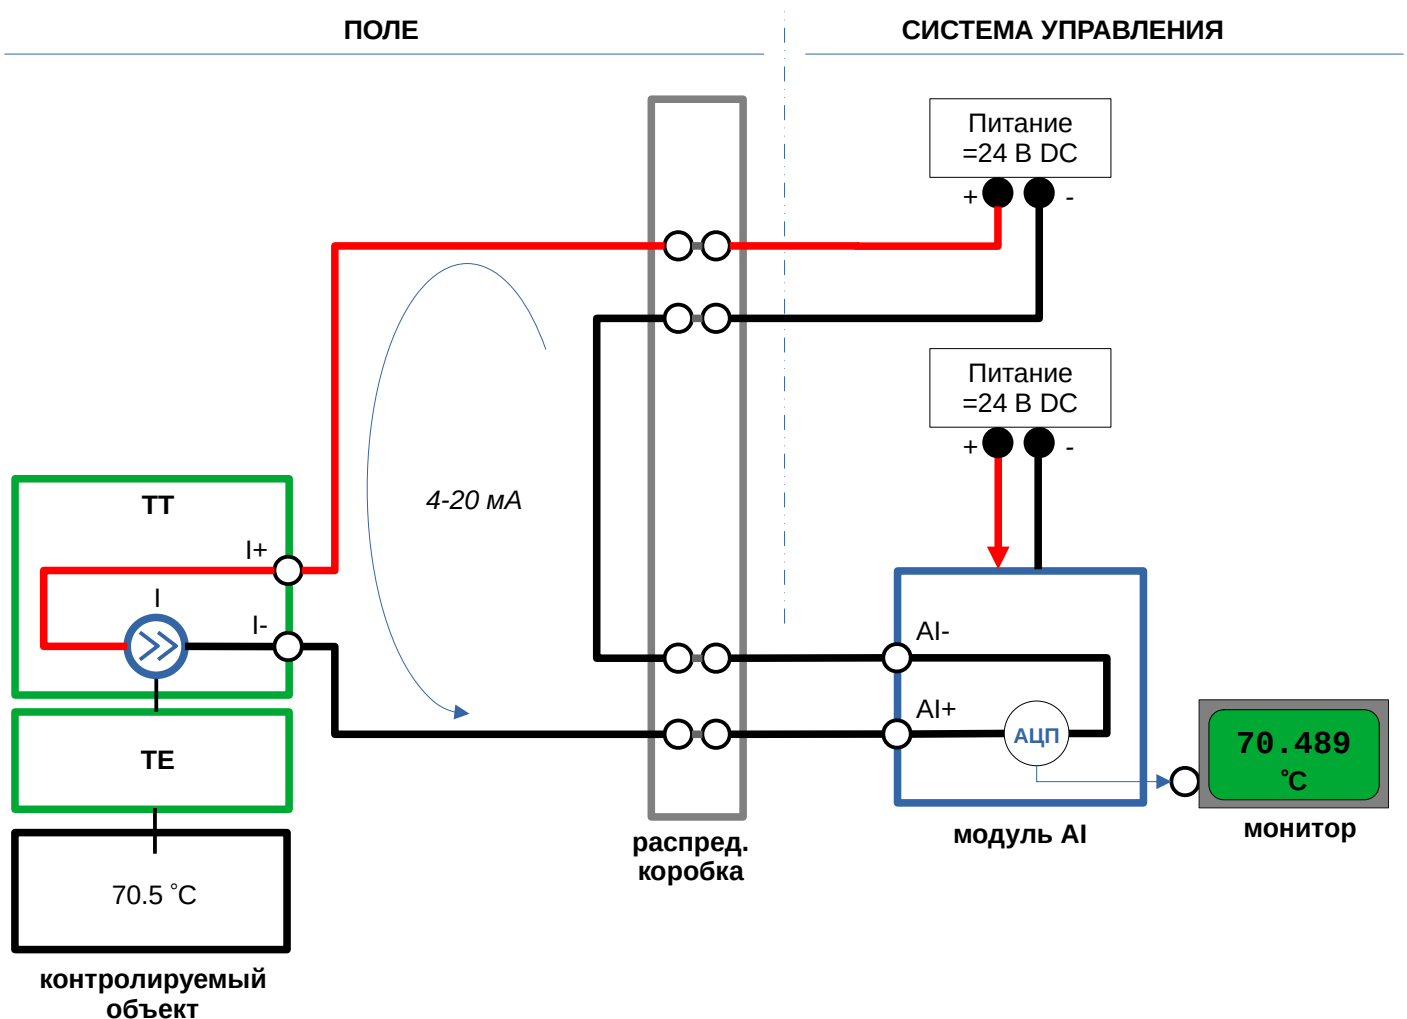 ПОЛЕ
СИСТЕМА УПРАВЛЕНИЯ
Питание
=24 В DC
+ -
Питание
=24 В DC
+ -
4-20 мА
ТТ
I+
I
I-
AI-
AI+
АЦП
70.489
°C
ТЕ
модуль AI
монитор
распред.
коробка
70.5 °C
контролируемый
объект